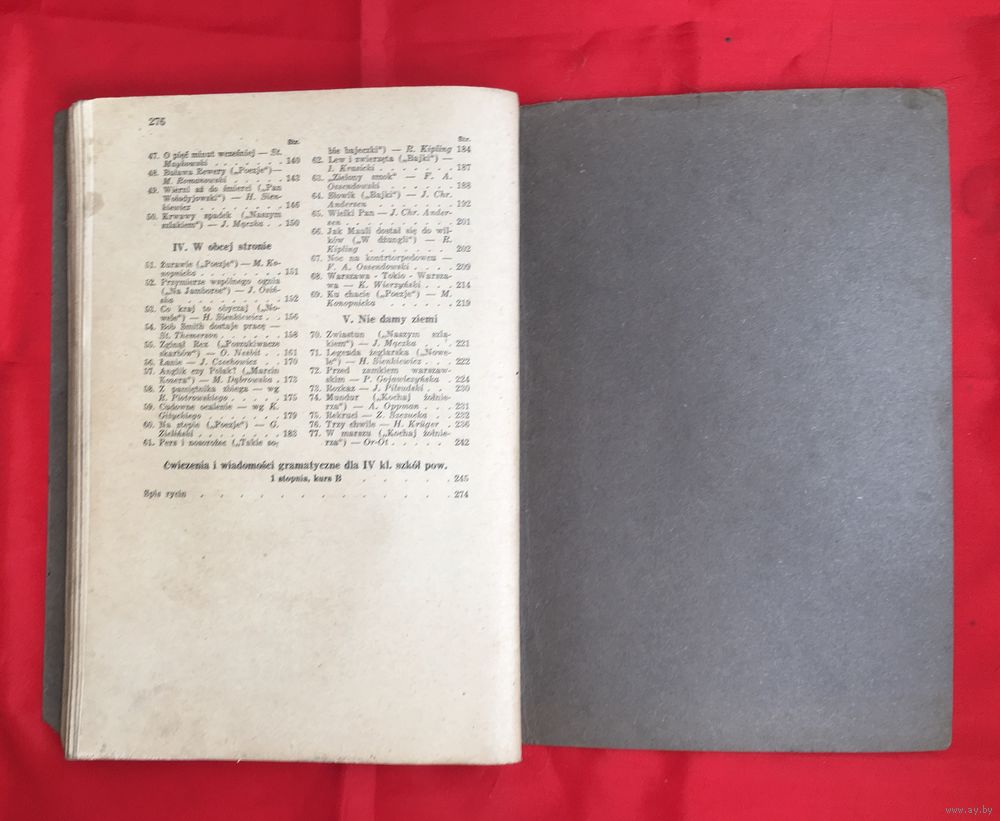 276
Str.
47. O pięć minut wcześniej — St.
Maykowski . . . . . . . 140
48. Buława Rewery („Poezje") —
M. Romanowski . . . . . 143
49. Wierni aż do śmierci („Pan
Wołodyjowski") — H. Sien-
kiewicz . . . . . . . . 146
50. Krwawy spadek („Naszym
szlakiem") — J. Mączka . . 150
IV. W obcej stronie
51. Żurawie („Poezje") — M. Ko-
nopnicka . . . . . . . 151
52. Przymierze wspólnego ognia
(„Na Jamboree") — J. Osiń-
ska . . . . . . . . . 152
53. Co kraj to obyczaj („No-
wele") — H. Sienkiewicz . . 156
54. Bob Smith dostaje pracę —
St. Themerson . . . . . 158
55. Zginął Rex („Poszukiwacze
skarbów") — O. Nesbit . . 161
56. Łanie — J. Czechowicz . . 170
57. Anglik czy Polak? („Marcin
Kozera") — M. Dąbrowska . 173
58. Z pamiętnika zbiega — wg
R. Piotrowskiego . . . . 175
59. Cudowne ocalenie — wg K.
Giżyckiego . . . . . . 179
60. Na stepie („Poezje") — G.
Zieliński . . . . . . . 183
61. Pers i nosorożec („Takie so-
Str.
bie bajeczki") — R. Kipling 184
62. Lew i zwierzęta („Bajki") —
I. Krasicki . . . . . . . 187
63. „Zielony smok" — F. A.
Ossendowski . . . . . . 188
64. Słowik („Bajki") — J. Chr.
Andersen . . . . . . . 192
65. Wielki Pan — J. Chr. Ander-
sen . . . . . . . . . 201
66. Jak Mauli dostał się do wil-
ków („W dżungli") — R.
Kipling . . . . . . . . 202
67. Noc na kontrtorpedowcu —
F. A. Ossendowski . . . . 209
68. Warszawa - Tokio - Warsza-
wa — K. Wierzyński . . . 214
69. Ku chacie („Poezje") — M.
Konopnicka . . . . . . 219
V. Nie damy ziemi
70. Zwiastun („Naszym szla-
kiem") — J. Mączka . . . 221
71. Legenda żeglarska („Nowe-
le") — H. Sienkiewicz . . . 222
72. Przed zamkiem warszaw-
skim — P. Gojawiczyńska . 224
73. Rozkaz — J. Piłsudski . . 230
74. Mundur („Kochaj żołnie-
rza") — A. Oppman . . . 231
75. Rekruci — Z. Szczucka . . 232
76. Trzy chwile — H. Krüger . 236
77. W marszu („Kochaj żołnie-
rza") — Or-Ot . . . . . 242
Ćwiczenia i wiadomości gramatyczne dla IV kl. szkół pow.
1 stopnia, kurs B . . . . . . 245
Spis rycin . . . . . . . . . . . . . 274
www.ay.by